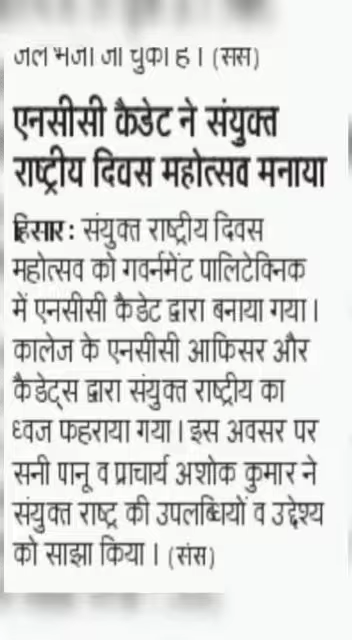 जेल भेजा जा चुका है। (सस)
एनसीसी कैडेट ने संयुक्त
राष्ट्रीय दिवस महोत्सव मनाया
हिसार : संयुक्त राष्ट्रीय दिवस
महोत्सव को गवर्नमेंट पालिटेक्निक
में एनसीसी कैडेट द्वारा बनाया गया।
कालेज के एनसीसी आफिसर और
कैडेट्स द्वारा संयुक्त राष्ट्रीय का
ध्वज फहराया गया। इस अवसर पर
सनी पानू व प्राचार्य अशोक कुमार ने
संयुक्त राष्ट्र की उपलब्धियों व उद्देश्य
को साझा किया। (संस)